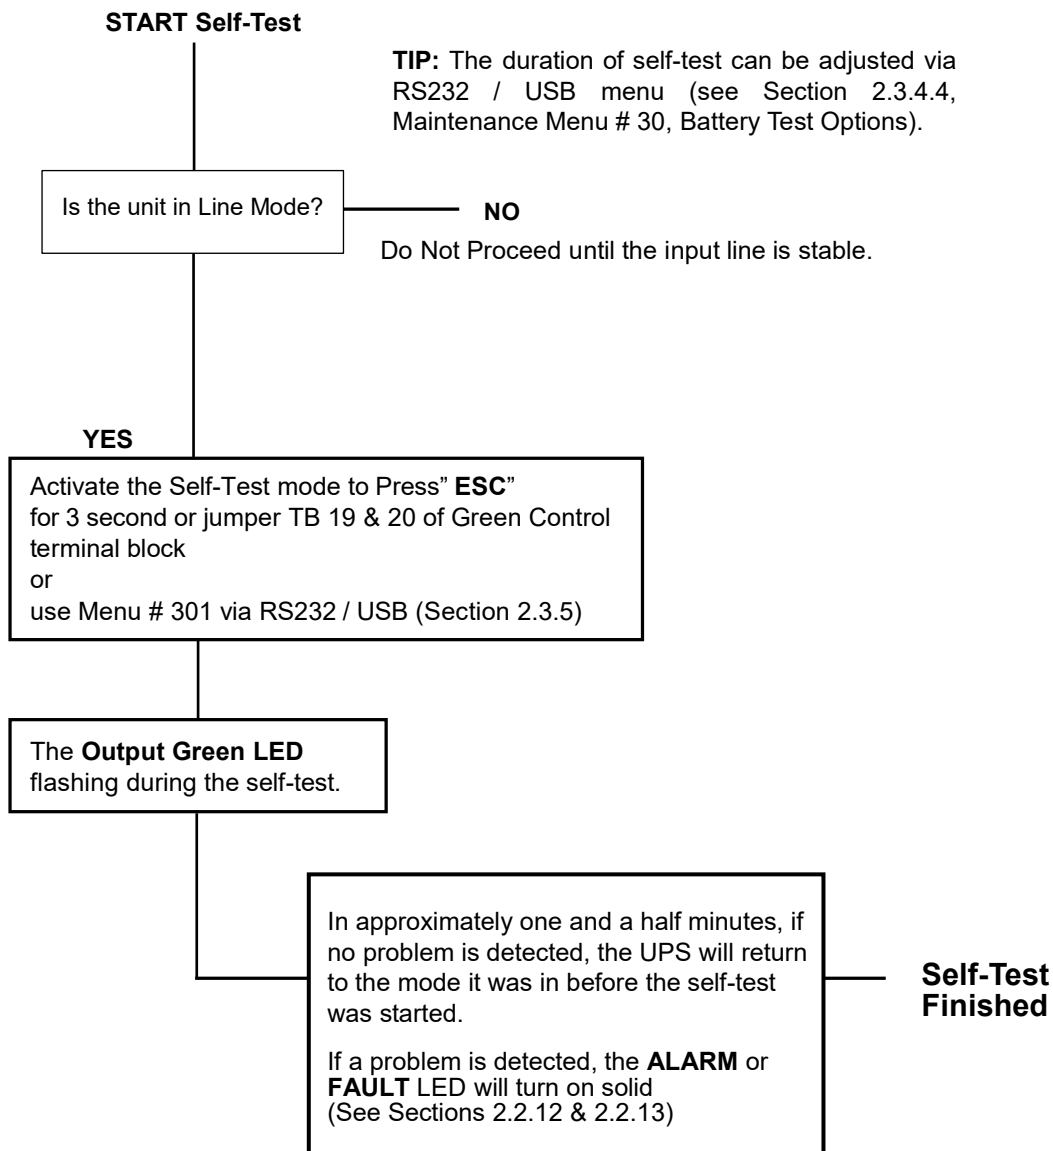 START Self-Test
TIP: The duration of self-test can be adjusted via
RS232 / USB menu (see Section 2.3.4.4,
Maintenance Menu # 30, Battery Test Options).
Is the unit in Line Mode?
NO
Do Not Proceed until the input line is stable.
YES
Activate the Self-Test mode to Press” ESC”
for 3 second or jumper TB 19 & 20 of Green Control
terminal block
or
use Menu # 301 via RS232 / USB (Section 2.3.5)
The Output Green LED
flashing during the self-test.
In approximately one and a half minutes, if
no problem is detected, the UPS will return
to the mode it was in before the self-test
was started.
If a problem is detected, the ALARM or
FAULT LED will turn on solid
(See Sections 2.2.12 & 2.2.13)
Self-Test
Finished